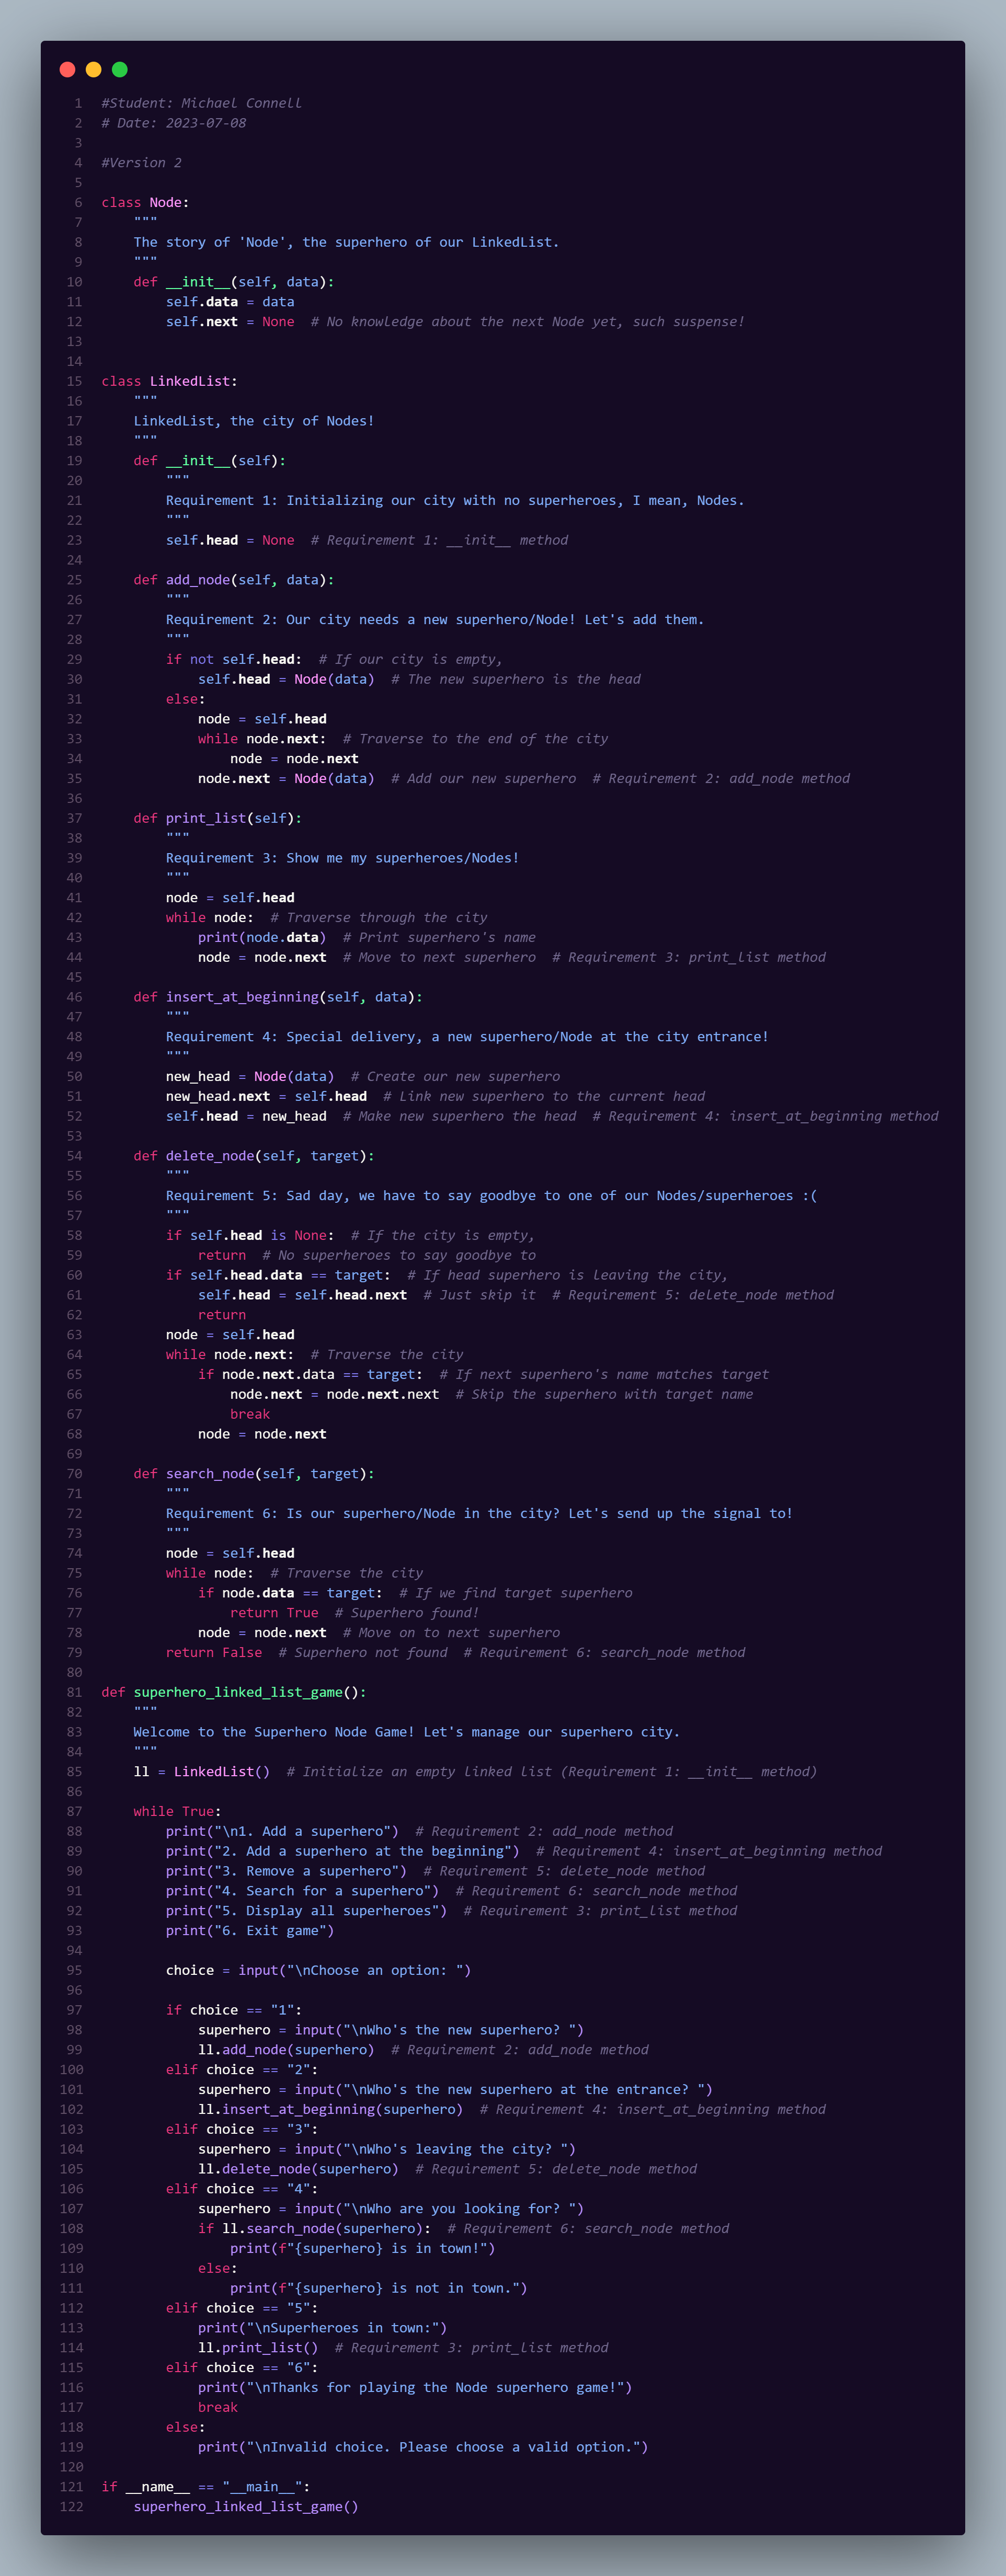 1 #Student: Michael Connell
2 # Date: 2023-07-08
3
4 #Version 2
5
6 class Node:
7     """
8     The story of 'Node', the superhero of our LinkedList.
9     """
10     def __init__(self, data):
11         self.data = data
12         self.next = None  # No knowledge about the next Node yet, such suspense!
13
14
15 class LinkedList:
16     """
17     LinkedList, the city of Nodes!
18     """
19     def __init__(self):
20         """
21         Requirement 1: Initializing our city with no superheroes, I mean, Nodes.
22         """
23         self.head = None  # Requirement 1: __init__ method
24
25     def add_node(self, data):
26         """
27         Requirement 2: Our city needs a new superhero/Node! Let's add them.
28         """
29         if not self.head:  # If our city is empty,
30             self.head = Node(data)  # The new superhero is the head
31         else:
32             node = self.head
33             while node.next:  # Traverse to the end of the city
34                 node = node.next
35             node.next = Node(data)  # Add our new superhero  # Requirement 2: add_node method
36
37     def print_list(self):
38         """
39         Requirement 3: Show me my superheroes/Nodes!
40         """
41         node = self.head
42         while node:  # Traverse through the city
43             print(node.data)  # Print superhero's name
44             node = node.next  # Move to next superhero  # Requirement 3: print_list method
45
46     def insert_at_beginning(self, data):
47         """
48         Requirement 4: Special delivery, a new superhero/Node at the city entrance!
49         """
50         new_head = Node(data)  # Create our new superhero
51         new_head.next = self.head  # Link new superhero to the current head
52         self.head = new_head  # Make new superhero the head  # Requirement 4: insert_at_beginning method
53
54     def delete_node(self, target):
55         """
56         Requirement 5: Sad day, we have to say goodbye to one of our Nodes/superheroes :(
57         """
58         if self.head is None:  # If the city is empty,
59             return  # No superheroes to say goodbye to
60         if self.head.data == target:  # If head superhero is leaving the city,
61             self.head = self.head.next  # Just skip it  # Requirement 5: delete_node method
62             return
63         node = self.head
64         while node.next:  # Traverse the city
65             if node.next.data == target:  # If next superhero's name matches target
66                 node.next = node.next.next  # Skip the superhero with target name
67                 break
68             node = node.next
69
70     def search_node(self, target):
71         """
72         Requirement 6: Is our superhero/Node in the city? Let's send up the signal to!
73         """
74         node = self.head
75         while node:  # Traverse the city
76             if node.data == target:  # If we find target superhero
77                 return True  # Superhero found!
78             node = node.next  # Move on to next superhero
79         return False  # Superhero not found  # Requirement 6: search_node method
80
81 def superhero_linked_list_game():
82     """
83     Welcome to the Superhero Node Game! Let's manage our superhero city.
84     """
85     ll = LinkedList()  # Initialize an empty linked list (Requirement 1: __init__ method)
86
87     while True:
88         print("\n1. Add a superhero")  # Requirement 2: add_node method
89         print("2. Add a superhero at the beginning")  # Requirement 4: insert_at_beginning method
90         print("3. Remove a superhero")  # Requirement 5: delete_node method
91         print("4. Search for a superhero")  # Requirement 6: search_node method
92         print("5. Display all superheroes")  # Requirement 3: print_list method
93         print("6. Exit game")
94
95         choice = input("\nChoose an option: ")
96
97         if choice == "1":
98             superhero = input("\nWho's the new superhero? ")
99             ll.add_node(superhero)  # Requirement 2: add_node method
100         elif choice == "2":
101             superhero = input("\nWho's the new superhero at the entrance? ")
102             ll.insert_at_beginning(superhero)  # Requirement 4: insert_at_beginning method
103         elif choice == "3":
104             superhero = input("\nWho's leaving the city? ")
105             ll.delete_node(superhero)  # Requirement 5: delete_node method
106         elif choice == "4":
107             superhero = input("\nWho are you looking for? ")
108             if ll.search_node(superhero):  # Requirement 6: search_node method
109                 print(f"{superhero} is in town!")
110             else:
111                 print(f"{superhero} is not in town.")
112         elif choice == "5":
113             print("\nSuperheroes in town:")
114             ll.print_list()  # Requirement 3: print_list method
115         elif choice == "6":
116             print("\nThanks for playing the Node superhero game!")
117             break
118         else:
119             print("\nInvalid choice. Please choose a valid option.")
120
121 if __name__ == "__main__":
122     superhero_linked_list_game()